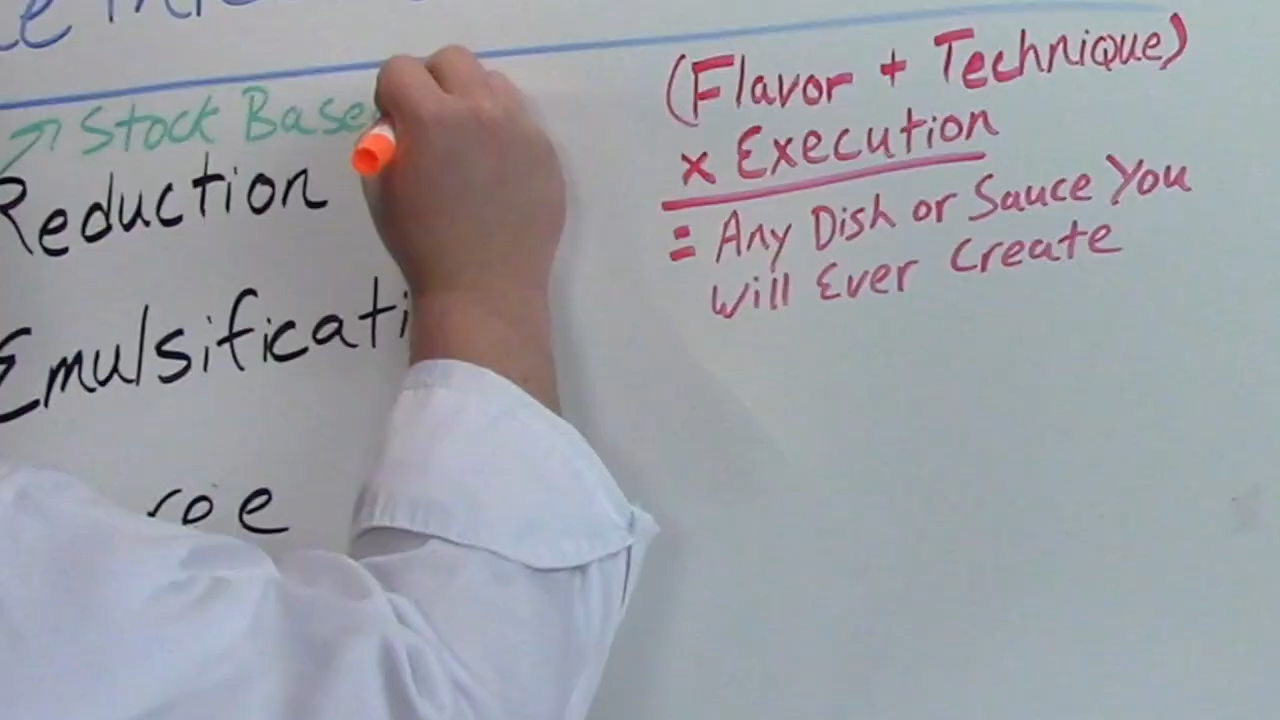 Stock Base
Reduction
Emulsificati
(Flavor + Technique)
x Execution
= Any Dish or Sauce You
Will Ever Create